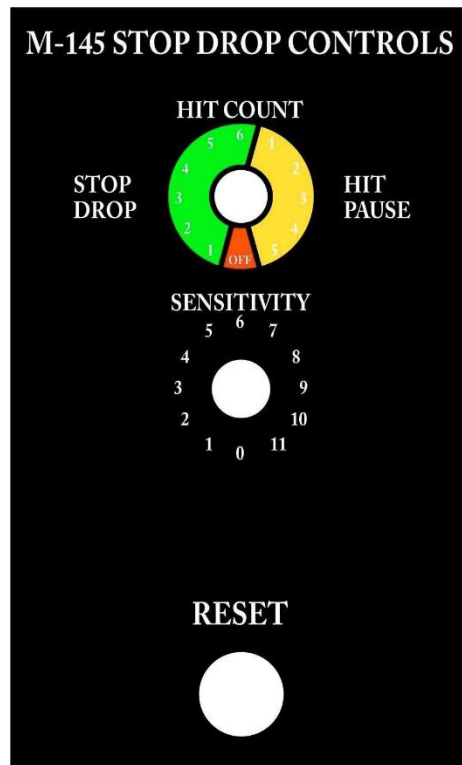 M-145 STOP DROP CONTROLS
HIT COUNT
5 6 1
4 2
STOP DROP
3 3
HIT PAUSE
2 4
1 OFF 5
SENSITIVITY
5 6 7
4 8
3 9
2 10
1 0 11
RESET